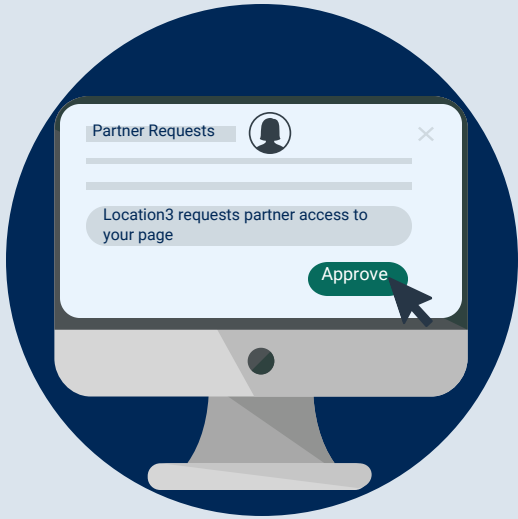 Partner Requests
Location3 requests partner access to
your page
Approve